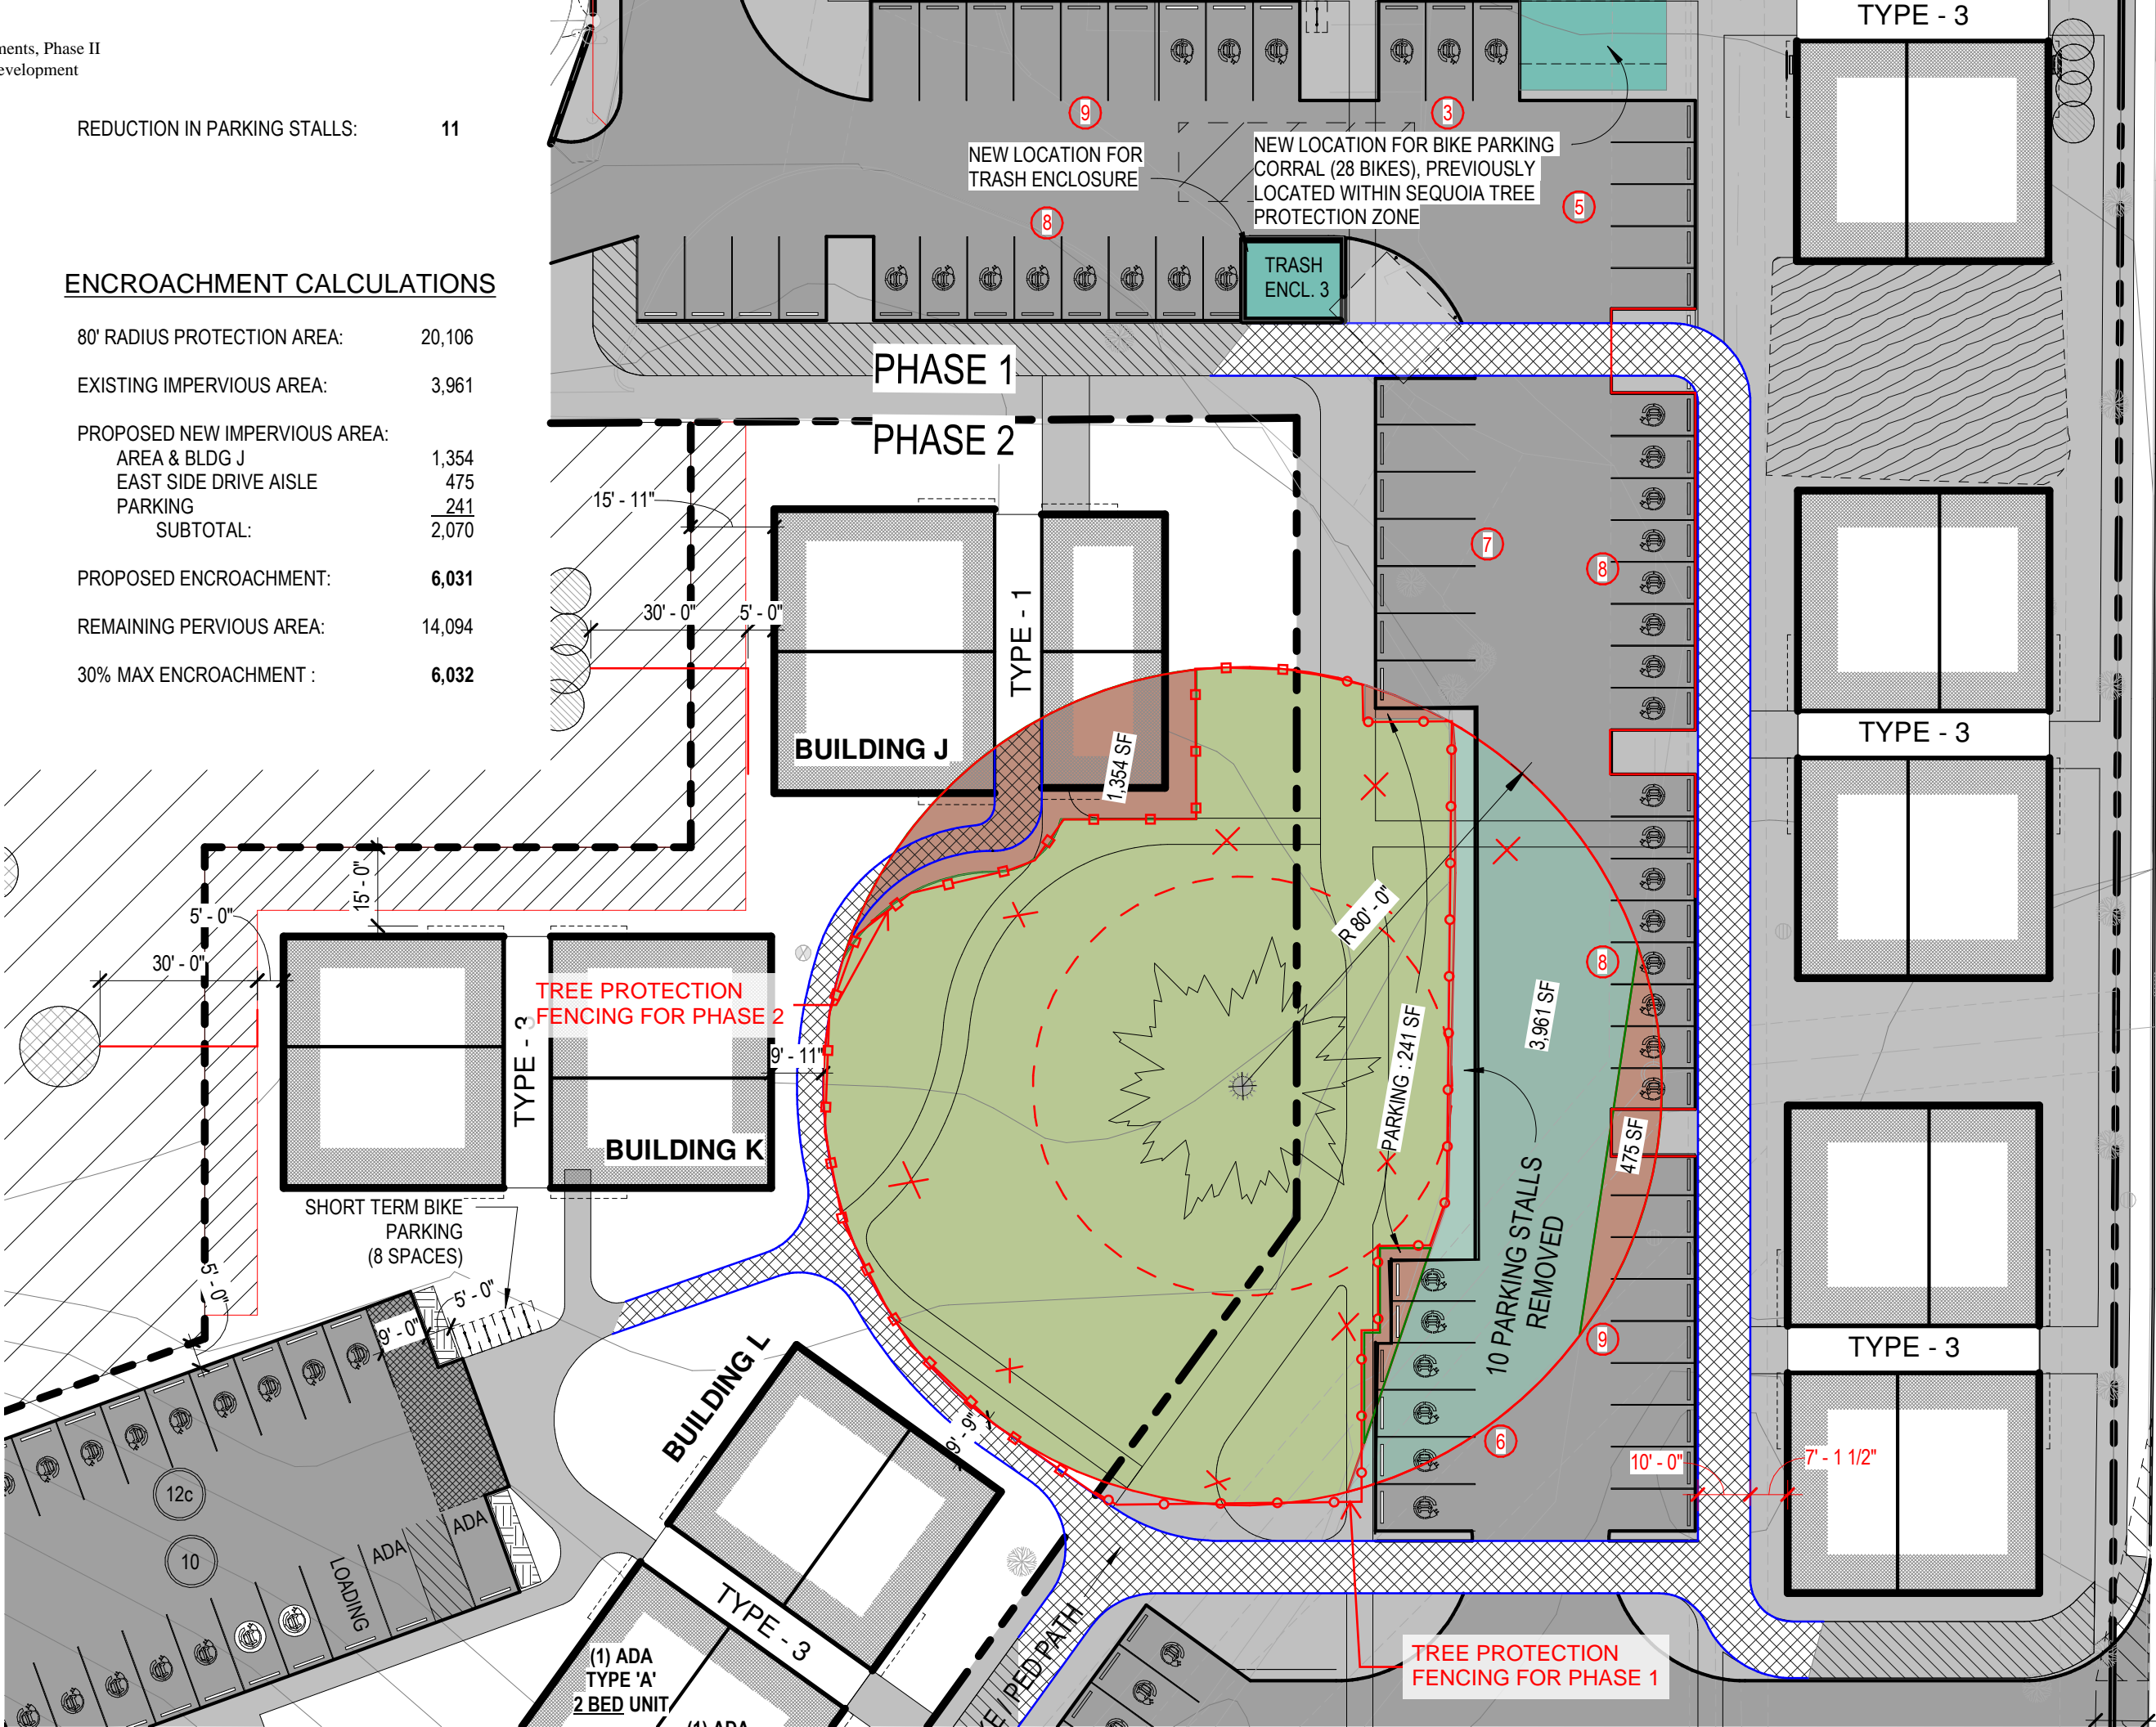 ments, Phase II
evelopment
REDUCTION IN PARKING STALLS: 11
ENCROACHMENT CALCULATIONS
80' RADIUS PROTECTION AREA: 20,106
EXISTING IMPERVIOUS AREA: 3,961
PROPOSED NEW IMPERVIOUS AREA:
AREA & BLDG J 1,354
EAST SIDE DRIVE AISLE 475
PARKING 241
SUBTOTAL: 2,070
PROPOSED ENCROACHMENT: 6,031
REMAINING PERVIOUS AREA: 14,094
30% MAX ENCROACHMENT : 6,032
TYPE - 3
9
3
NEW LOCATION FOR
TRASH ENCLOSURE
NEW LOCATION FOR BIKE PARKING
CORRAL (28 BIKES), PREVIOUSLY
LOCATED WITHIN SEQUOIA TREE
PROTECTION ZONE
5
8
TRASH
ENCL. 3
PHASE 1
PHASE 2
15' - 11"
7
8
30' - 0"
5' - 0"
TYPE - 1
BUILDING J
1,354 SF
TYPE - 3
15' - 0"
5' - 0"
30' - 0"
R 80' - 0"
8
TREE PROTECTION
FENCING FOR PHASE 2
TYPE - 3
9' - 11"
3,961 SF
PARKING : 241 SF
475 SF
BUILDING K
SHORT TERM BIKE
PARKING
(8 SPACES)
5' - 0"
5' - 0"
9' - 0"
10 PARKING STALLS
REMOVED
9
TYPE - 3
BUILDING L
9' - 9"
6
10' - 0"
7' - 1 1/2"
12c
10
LOADING
ADA
ADA
TYPE - 3
(1) ADA
TYPE 'A'
2 BED UNIT
(1) ADA
KE / PED PATH
TREE PROTECTION
FENCING FOR PHASE 1